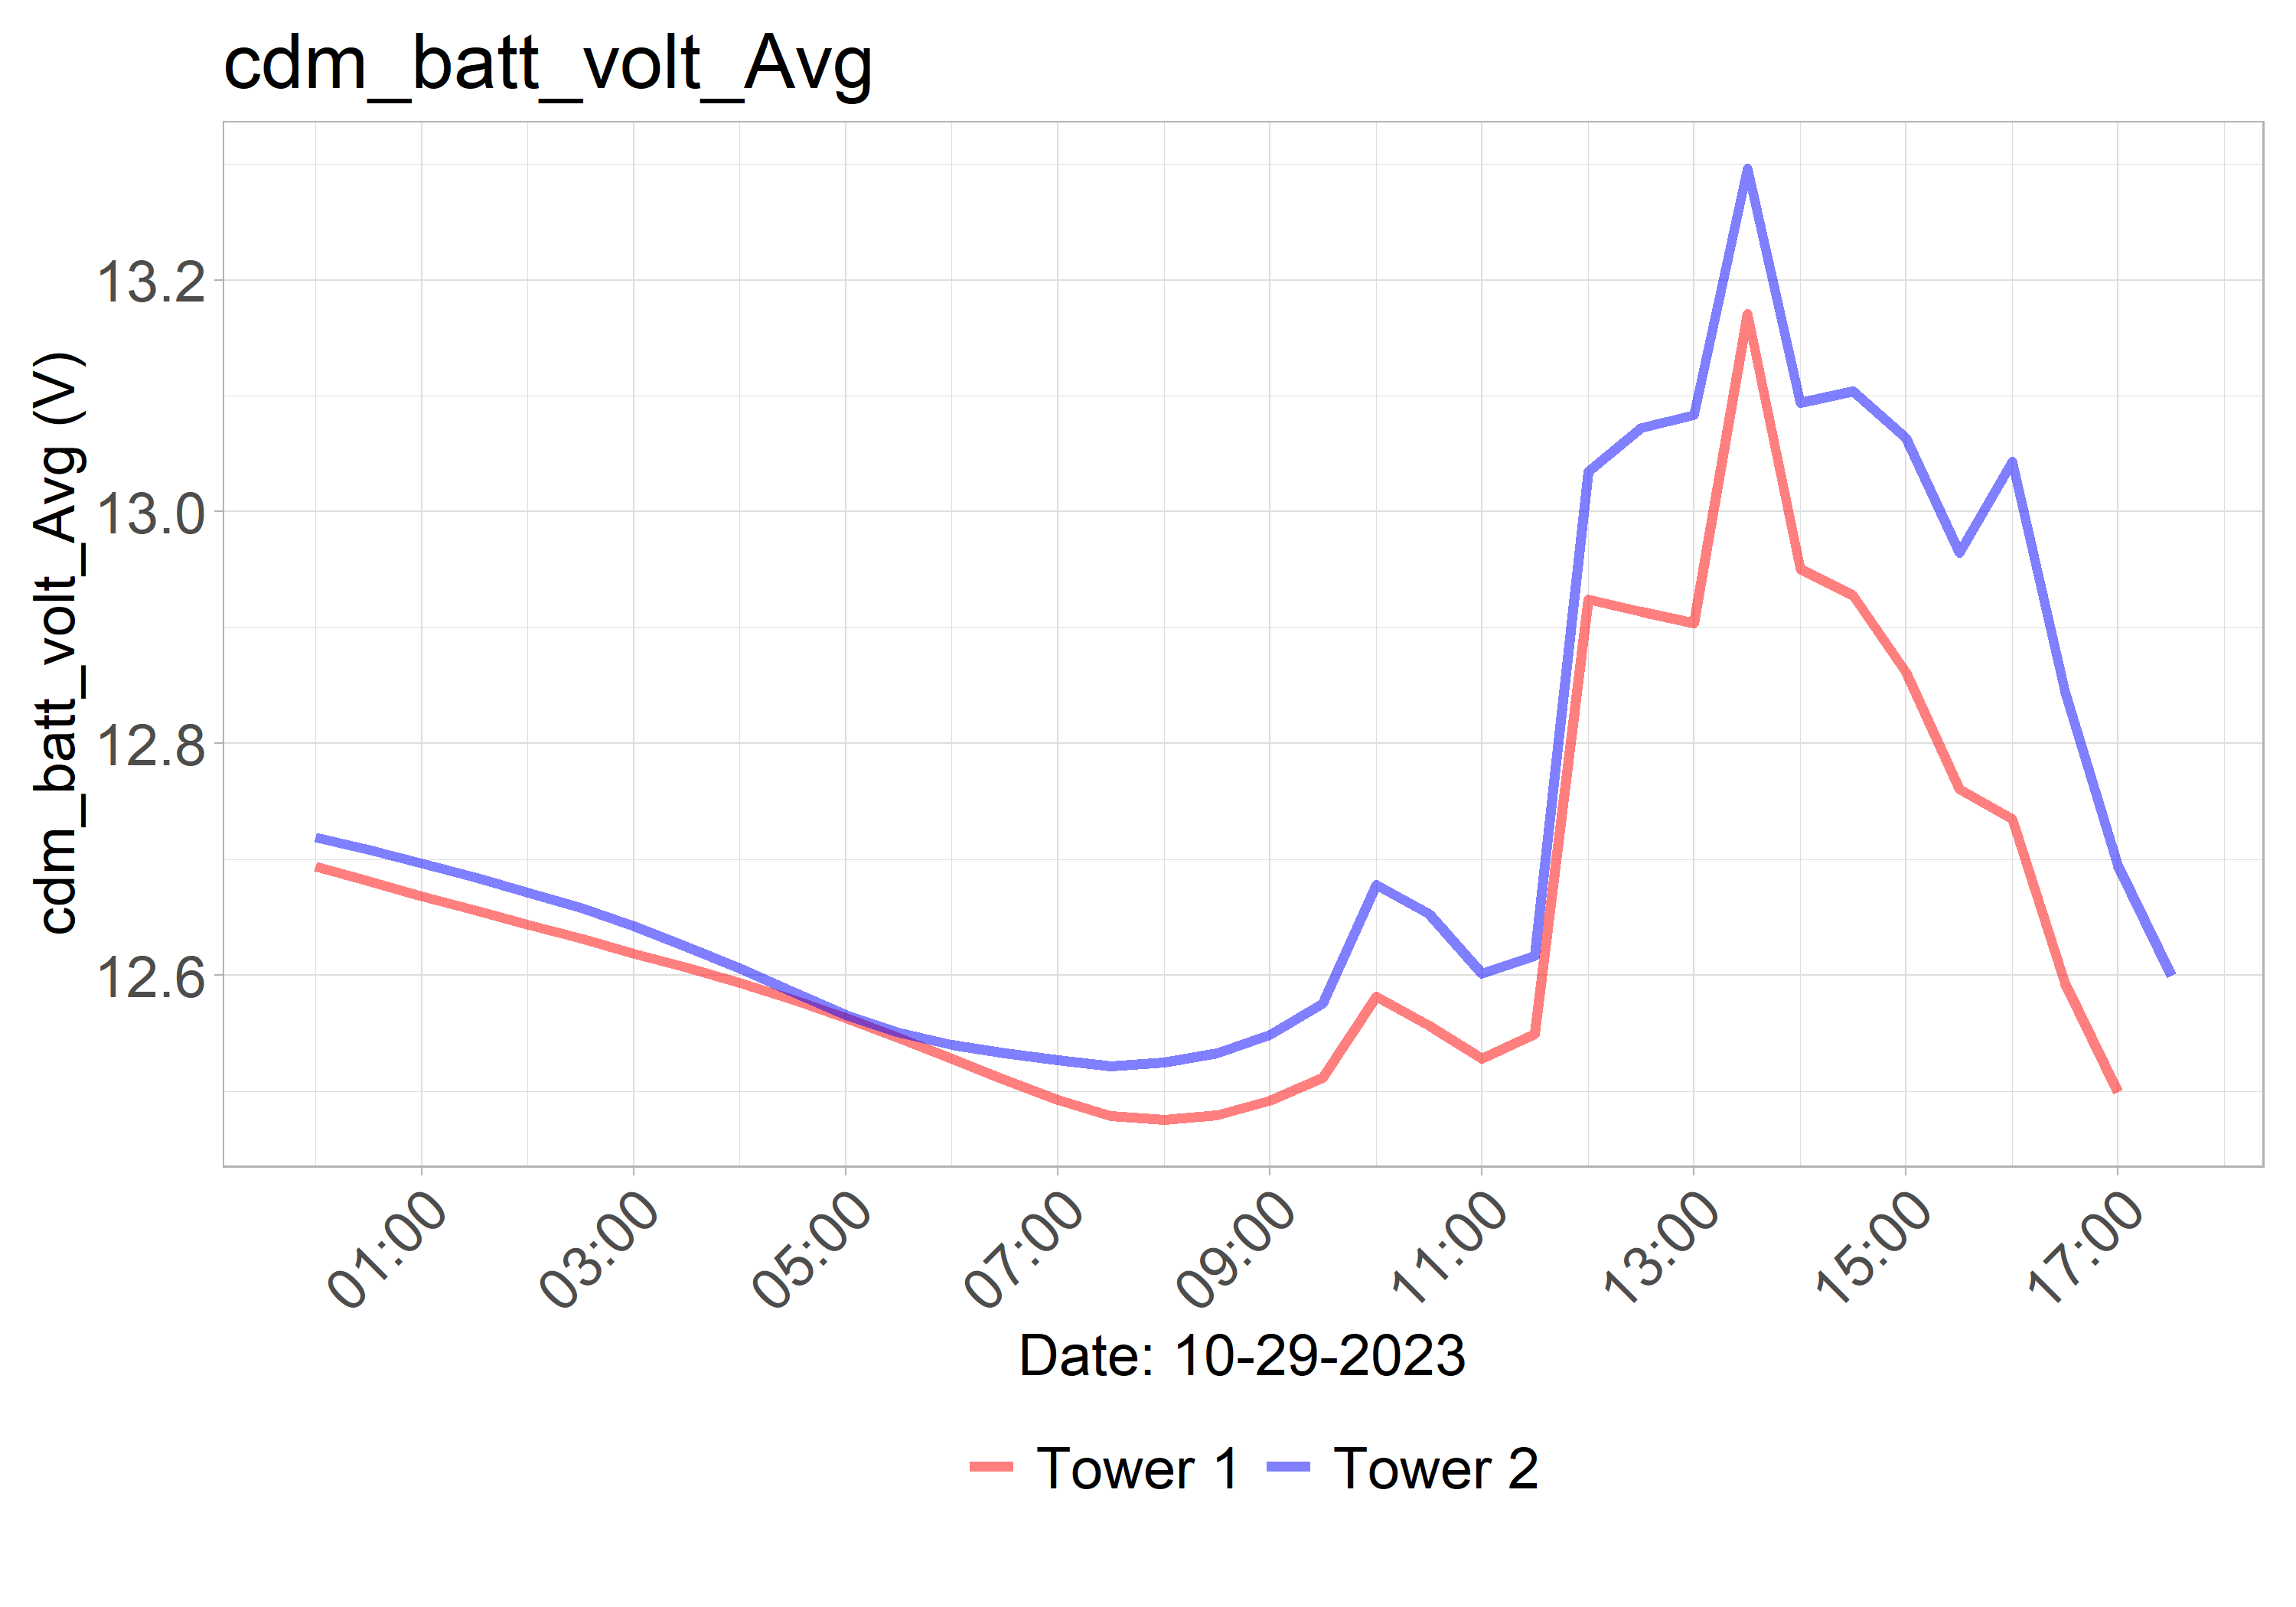 cdm_batt_volt_Avg
cdm_batt_volt_Avg (V)
13.2
13.0
12.8
12.6
01:00
03:00
05:00
07:00
09:00
11:00
13:00
15:00
17:00
Date: 10-29-2023
Tower 1
Tower 2